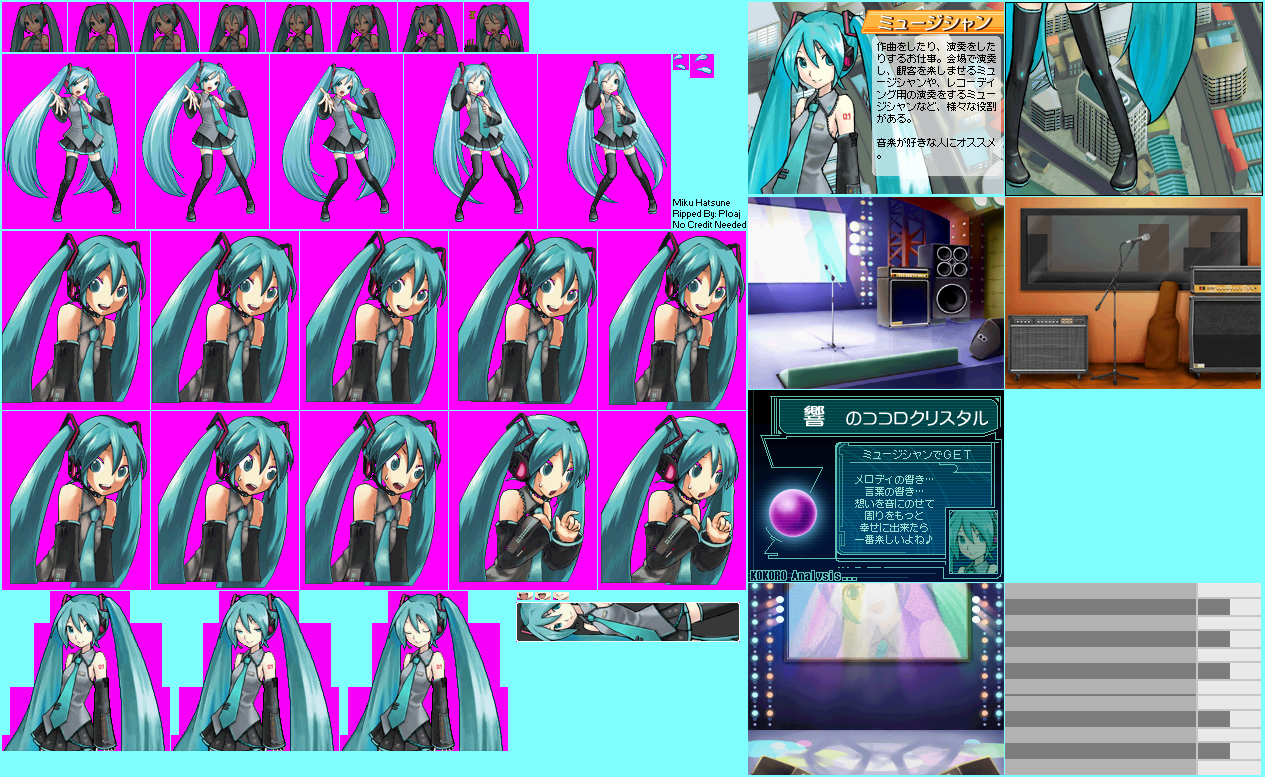 ミュージシャン
作曲をしたり、演奏をした
りするお仕事。会場で演奏
し、観客を楽しませるミュ
ージシャンや、レコーディ
ング用の演奏をするミュー
ジシャンなど、様々な役割
がある。
音楽が好きな人にオススメ
。
01
Miku Hatsune
Ripped By: Ploaj
No Credit Needed
響 のココロクリスタル
ミュージシャンでGET
メロディの響き…
言葉の響き…
想いを音にのせて
周りをもっと
幸せに出来たら
一番楽しいよね♪
KOKORO Analysis...
01
01
01